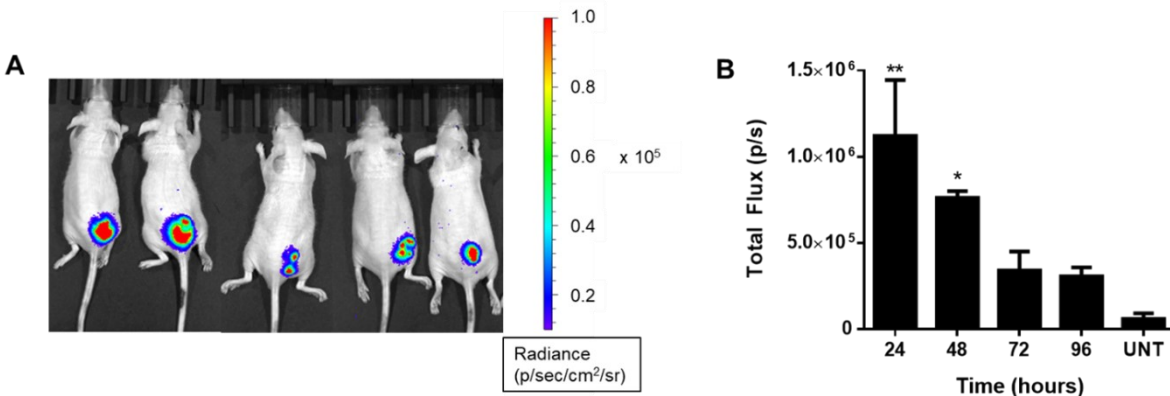 A
1.0
0.8
0.6
x 10⁵
0.4
0.2
Radiance
(p/sec/cm²/sr)
B
Total Flux (p/s)
1.5×10⁶
1.0×10⁶
5.0×10⁵
0
**
*
24 48 72 96 UNT
Time (hours)